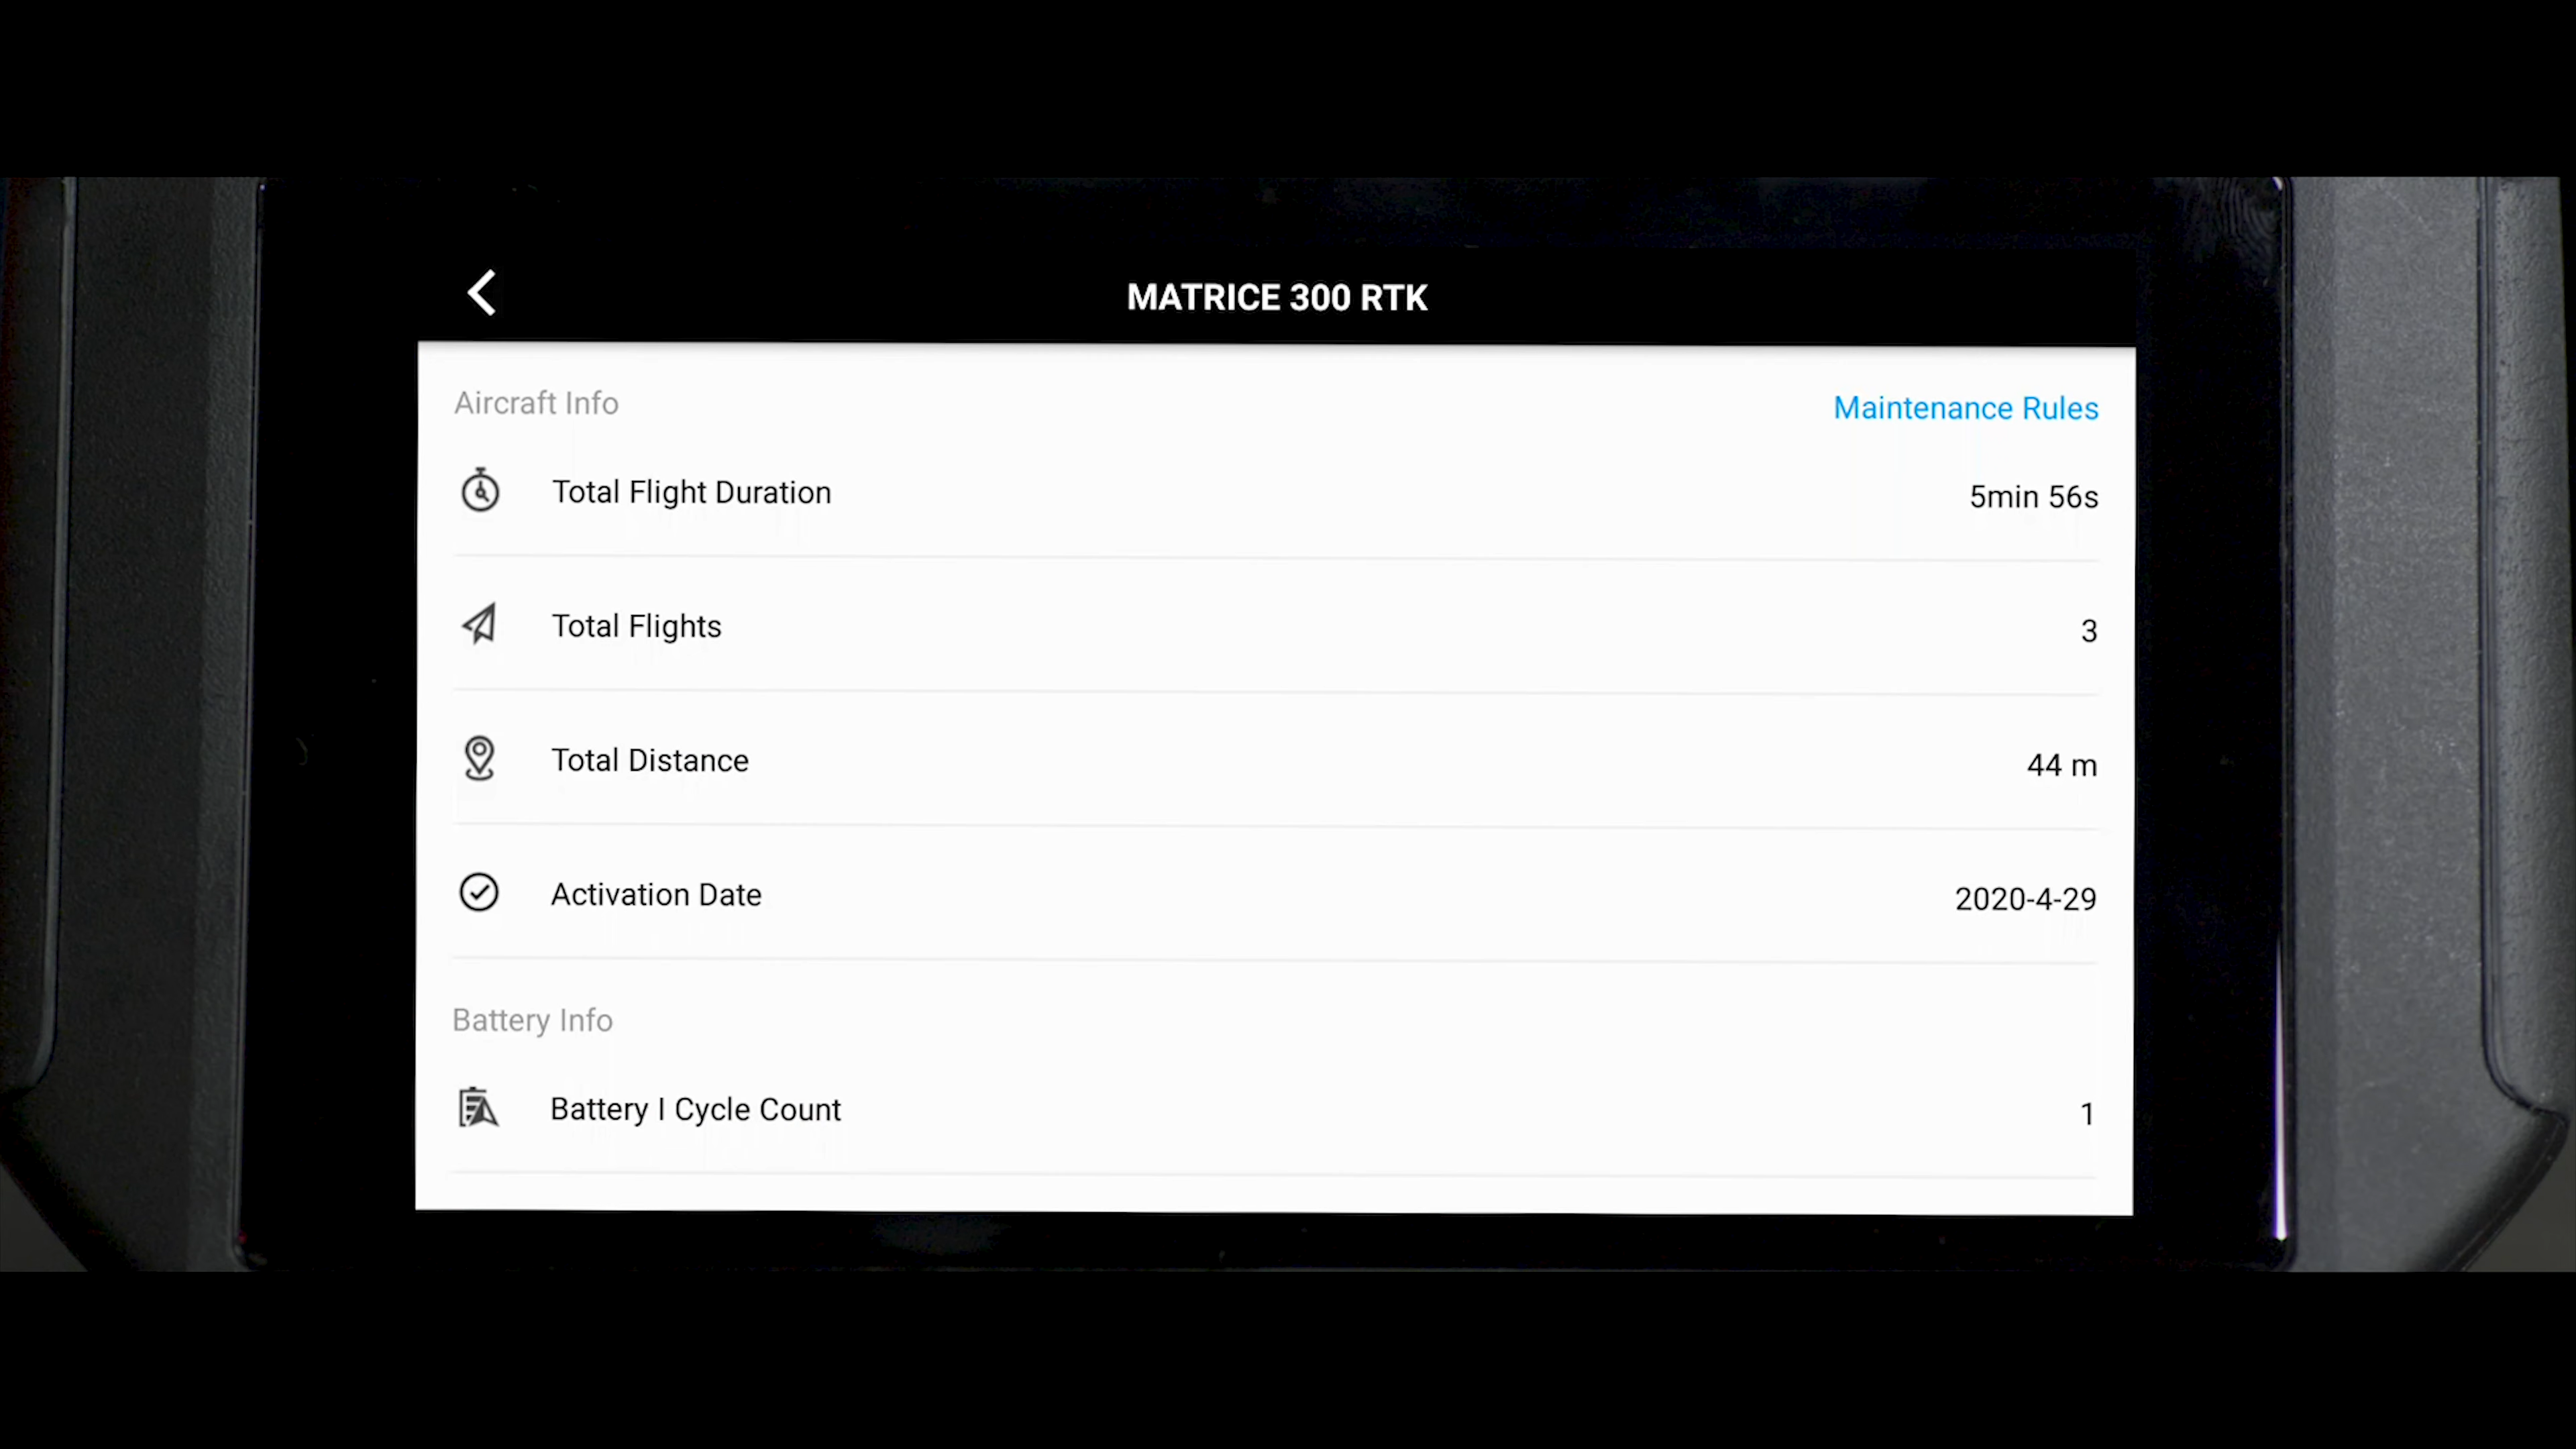 MATRICE 300 RTK
Aircraft Info
Maintenance Rules
Total Flight Duration
5min 56s
Total Flights
3
Total Distance
44 m
Activation Date
2020-4-29
Battery Info
Battery I Cycle Count
1